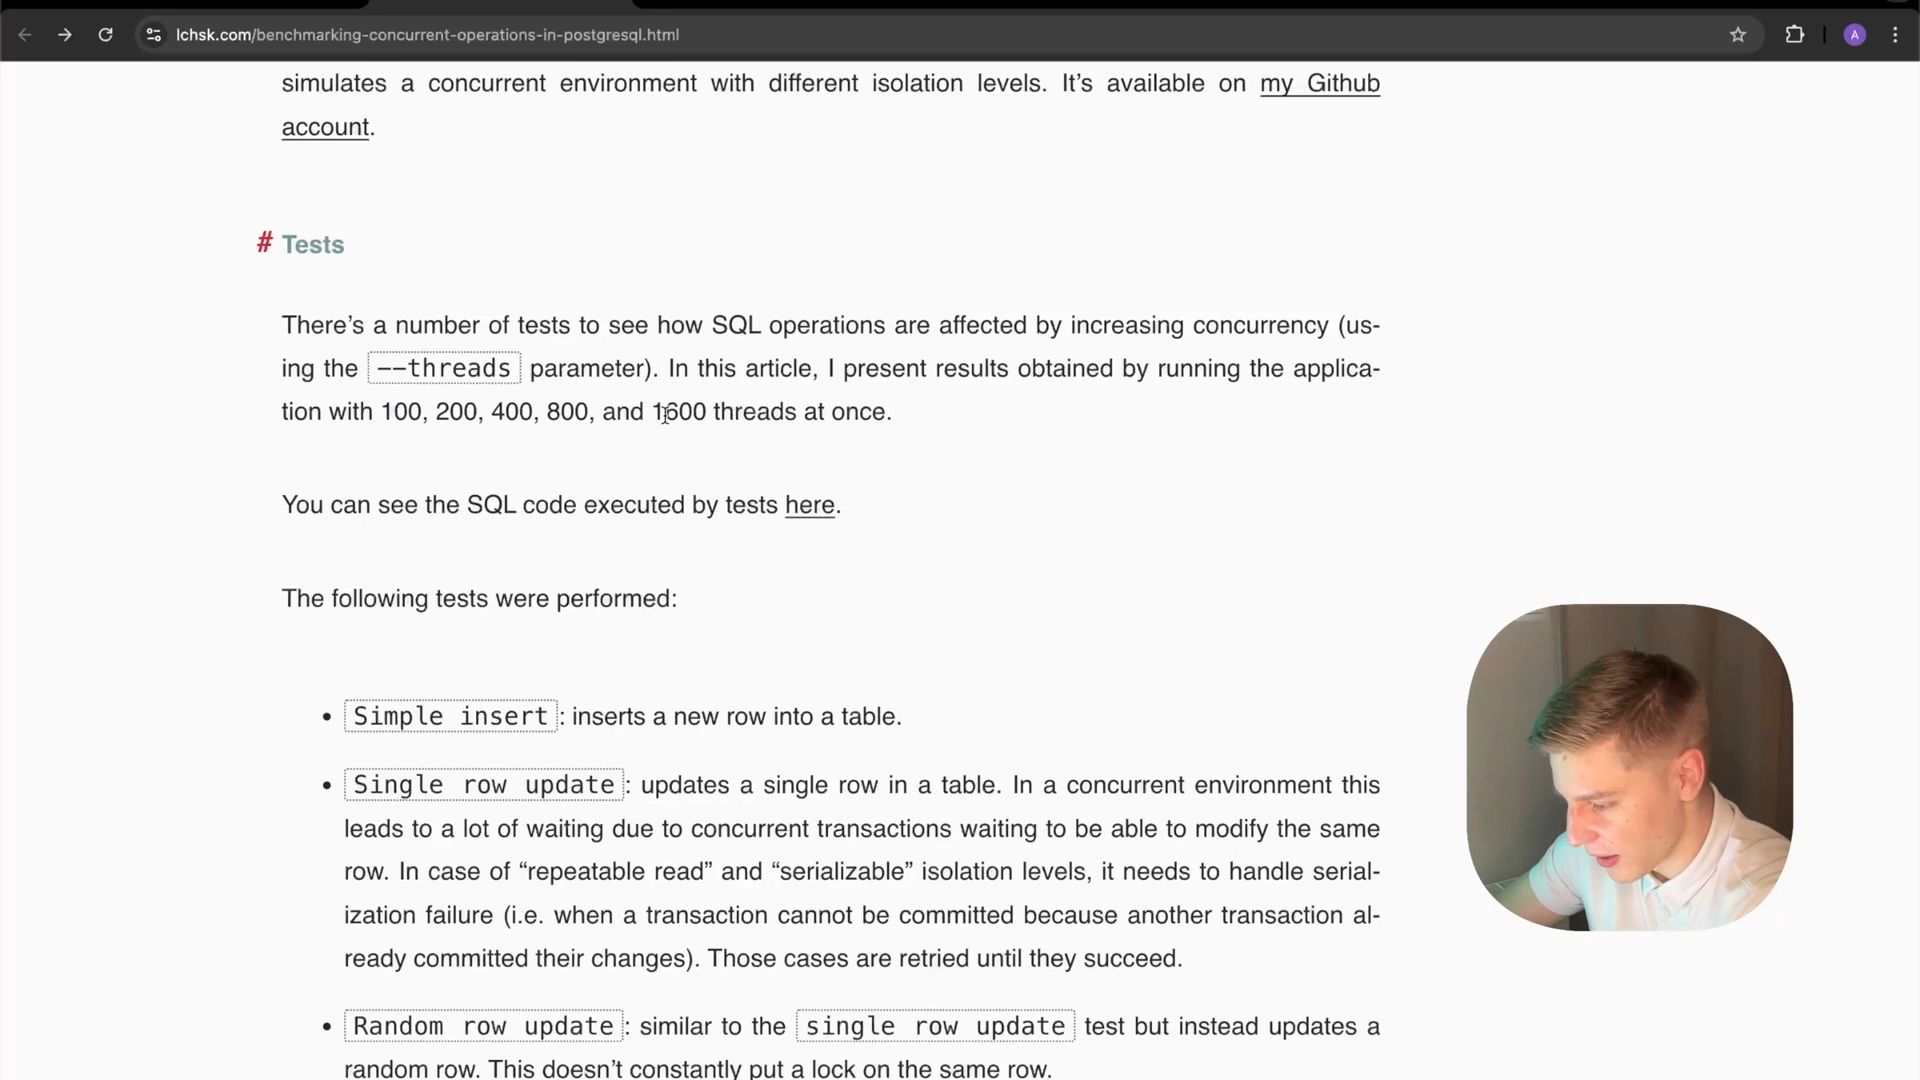 lchsk.com/benchmarking-concurrent-operations-in-postgresql.html
A
simulates a concurrent environment with different isolation levels. It’s available on my Github
account.
# Tests
There’s a number of tests to see how SQL operations are affected by increasing concurrency (us-
ing the --threads parameter). In this article, I present results obtained by running the applica-
tion with 100, 200, 400, 800, and 1600 threads at once.
You can see the SQL code executed by tests here.
The following tests were performed:
• Simple insert: inserts a new row into a table.
• Single row update: updates a single row in a table. In a concurrent environment this
leads to a lot of waiting due to concurrent transactions waiting to be able to modify the same
row. In case of “repeatable read” and “serializable” isolation levels, it needs to handle serial-
ization failure (i.e. when a transaction cannot be committed because another transaction al-
ready committed their changes). Those cases are retried until they succeed.
• Random row update: similar to the single row update test but instead updates a
random row. This doesn’t constantly put a lock on the same row.